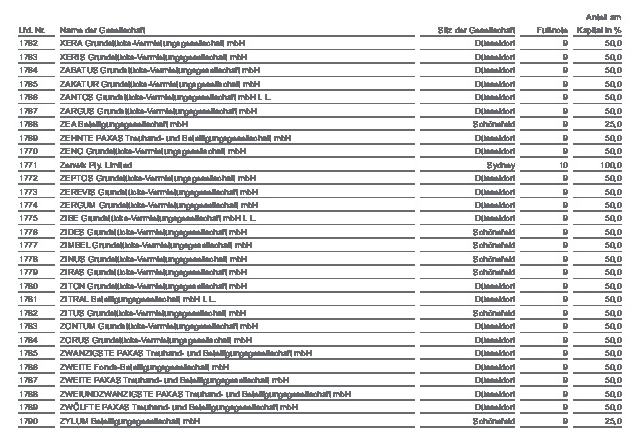 Anteil am
Lfd. Nr. Name der Gesellschaft Sitz der Gesellschaft Fußnote Kapital in %
1762 XERA Grundstücks-Vermietungsgesellschaft mbH Düsseldorf 9 50,0
1763 XERIS Grundstücks-Vermietungsgesellschaft mbH Düsseldorf 9 50,0
1764 ZABATUS Grundstücks-Vermietungsgesellschaft mbH Düsseldorf 9 50,0
1765 ZAKATUR Grundstücks-Vermietungsgesellschaft mbH Düsseldorf 9 50,0
1766 ZANTOS Grundstücks-Vermietungsgesellschaft mbH i. L. Düsseldorf 9 50,0
1767 ZARGUS Grundstücks-Vermietungsgesellschaft mbH Düsseldorf 9 50,0
1768 ZEA Beteiligungsgesellschaft mbH Schönefeld 9 25,0
1769 ZEHNTE PAXAS Treuhand- und Beteiligungsgesellschaft mbH Düsseldorf 9 50,0
1770 ZENO Grundstücks-Vermietungsgesellschaft mbH Düsseldorf 9 50,0
1771 Zenwix Pty. Limited Sydney 10 100,0
1772 ZEPTOS Grundstücks-Vermietungsgesellschaft mbH Düsseldorf 9 50,0
1773 ZEREVIS Grundstücks-Vermietungsgesellschaft mbH Düsseldorf 9 50,0
1774 ZERGUM Grundstücks-Vermietungsgesellschaft mbH Düsseldorf 9 50,0
1775 ZIBE Grundstücks-Vermietungsgesellschaft mbH i. L. Düsseldorf 9 50,0
1776 ZIDES Grundstücks-Vermietungsgesellschaft mbH Schönefeld 9 50,0
1777 ZIMBEL Grundstücks-Vermietungsgesellschaft mbH Schönefeld 9 50,0
1778 ZINUS Grundstücks-Vermietungsgesellschaft mbH Schönefeld 9 50,0
1779 ZIRAS Grundstücks-Vermietungsgesellschaft mbH Schönefeld 9 50,0
1780 ZITON Grundstücks-Vermietungsgesellschaft mbH Düsseldorf 9 50,0
1781 ZITRAL Beteiligungsgesellschaft mbH i. L. Düsseldorf 9 50,0
1782 ZITUS Grundstücks-Vermietungsgesellschaft mbH Schönefeld 9 50,0
1783 ZONTUM Grundstücks-Vermietungsgesellschaft mbH Düsseldorf 9 50,0
1784 ZORUS Grundstücks-Vermietungsgesellschaft mbH Düsseldorf 9 50,0
1785 ZWANZIGSTE PAXAS Treuhand- und Beteiligungsgesellschaft mbH Düsseldorf 9 50,0
1786 ZWEITE Fonds-Beteiligungsgesellschaft mbH Düsseldorf 9 50,0
1787 ZWEITE PAXAS Treuhand- und Beteiligungsgesellschaft mbH Düsseldorf 9 50,0
1788 ZWEIUNDZWANZIGSTE PAXAS Treuhand- und Beteiligungsgesellschaft mbH Düsseldorf 9 50,0
1789 ZWÖLFTE PAXAS Treuhand- und Beteiligungsgesellschaft mbH Düsseldorf 9 50,0
1790 ZYLUM Beteiligungsgesellschaft mbH Schönefeld 9 25,0